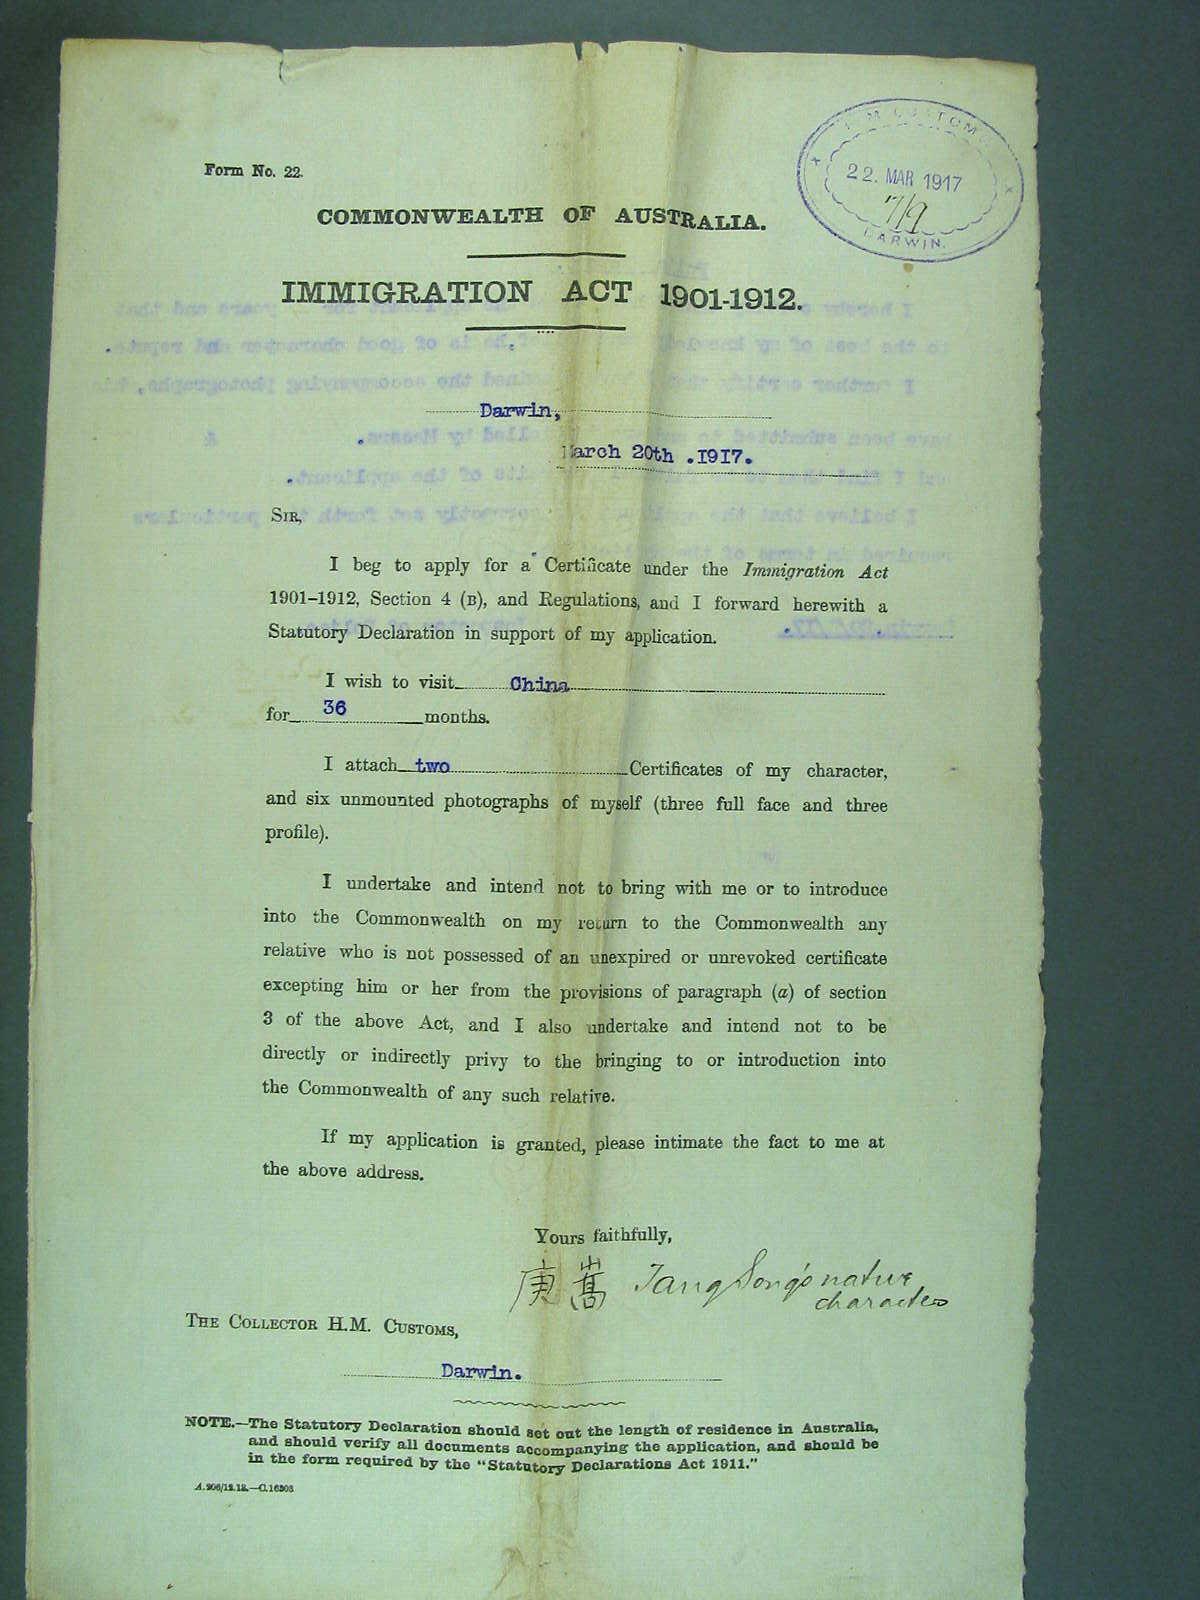 Form No. 22.
H.M. CUSTOMS
22. MAR 1917
17/9
DARWIN.
COMMONWEALTH OF AUSTRALIA.
IMMIGRATION ACT 1901-1912.
Darwin,
March 20th .1917.
SIR,
I beg to apply for a Certificate under the Immigration Act
1901–1912, Section 4 (B), and Regulations, and I forward herewith a
Statutory Declaration in support of my application.
I wish to visit China
for 36 months.
I attach two Certificates of my character,
and six unmounted photographs of myself (three full face and three
profile).
I undertake and intend not to bring with me or to introduce
into the Commonwealth on my return to the Commonwealth any
relative who is not possessed of an unexpired or unrevoked certificate
excepting him or her from the provisions of paragraph (a) of section
3 of the above Act, and I also undertake and intend not to be
directly or indirectly privy to the bringing to or introduction into
the Commonwealth of any such relative.
If my application is granted, please intimate the fact to me at
the above address.
Yours faithfully,
Tang Song's native
characters
THE COLLECTOR H.M. CUSTOMS,
Darwin.
NOTE.—The Statutory Declaration should set out the length of residence in Australia,
and should verify all documents accompanying the application, and should be
in the form required by the "Statutory Declarations Act 1911."